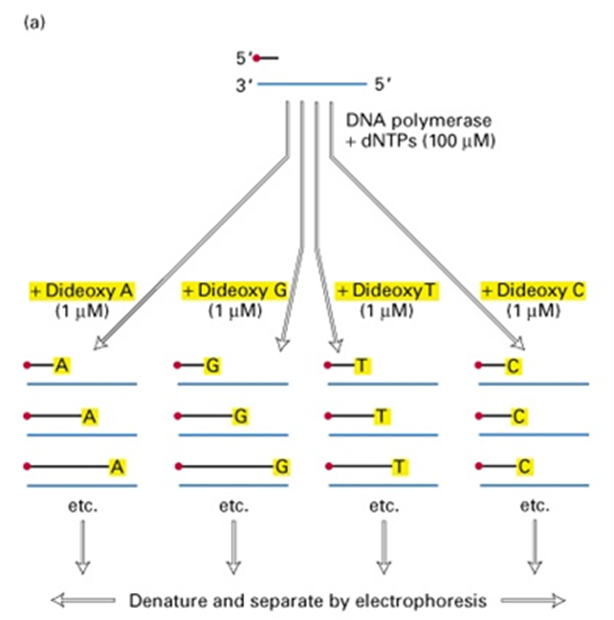 (a)
5′
3′ 5′
DNA polymerase
+ dNTPs (100 μM)
+ Dideoxy A + Dideoxy G + Dideoxy T + Dideoxy C
(1 μM) (1 μM) (1 μM) (1 μM)
A G T C
A G T C
A G T C
etc. etc. etc. etc.
Denature and separate by electrophoresis